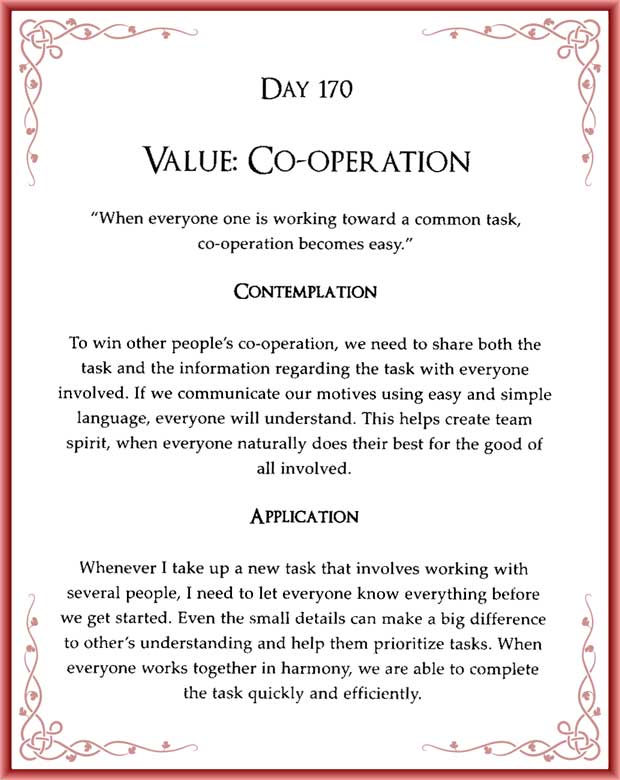 DAY 170
VALUE: CO-OPERATION
“When everyone one is working toward a common task,
co-operation becomes easy.”
CONTEMPLATION
To win other people’s co-operation, we need to share both the
task and the information regarding the task with everyone
involved. If we communicate our motives using easy and simple
language, everyone will understand. This helps create team
spirit, when everyone naturally does their best for the good of
all involved.
APPLICATION
Whenever I take up a new task that involves working with
several people, I need to let everyone know everything before
we get started. Even the small details can make a big difference
to other’s understanding and help them prioritize tasks. When
everyone works together in harmony, we are able to complete
the task quickly and efficiently.